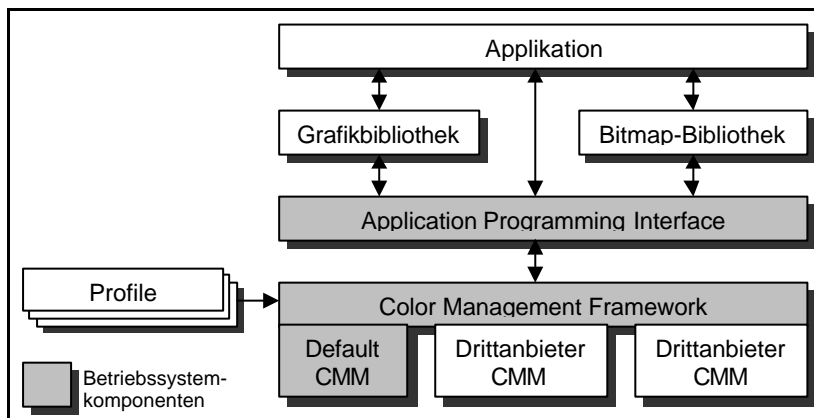 Applikation
Grafikbibliothek
Bitmap-Bibliothek
Application Programming Interface
Profile
Color Management Framework
Default
CMM
Drittanbieter
CMM
Drittanbieter
CMM
Betriebssystem-
komponenten